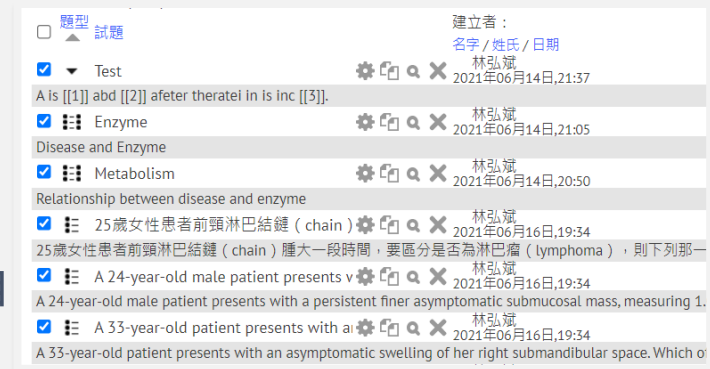 題型
試題
建立者：
名字 / 姓氏 / 日期
Test
林弘斌
2021年06月14日,21:37
A is [[1]] abd [[2]] afeter theratei in is inc [[3]].
Enzyme
林弘斌
2021年06月14日,21:05
Disease and Enzyme
Metabolism
林弘斌
2021年06月14日,20:50
Relationship between disease and enzyme
25歲女性患者前頸淋巴結鏈（chain）
林弘斌
2021年06月16日,19:34
25歲女性患者前頸淋巴結鏈（chain）腫大一段時間，要區分是否為淋巴瘤（lymphoma），則下列那一
A 24-year-old male patient presents
林弘斌
2021年06月16日,19:34
A 24-year-old male patient presents with a persistent finer asymptomatic submucosal mass, measuring 1.
A 33-year-old patient presents with
林弘斌
2021年06月16日,19:34
A 33-year-old patient presents with an asymptomatic swelling of her right submandibular space. Which